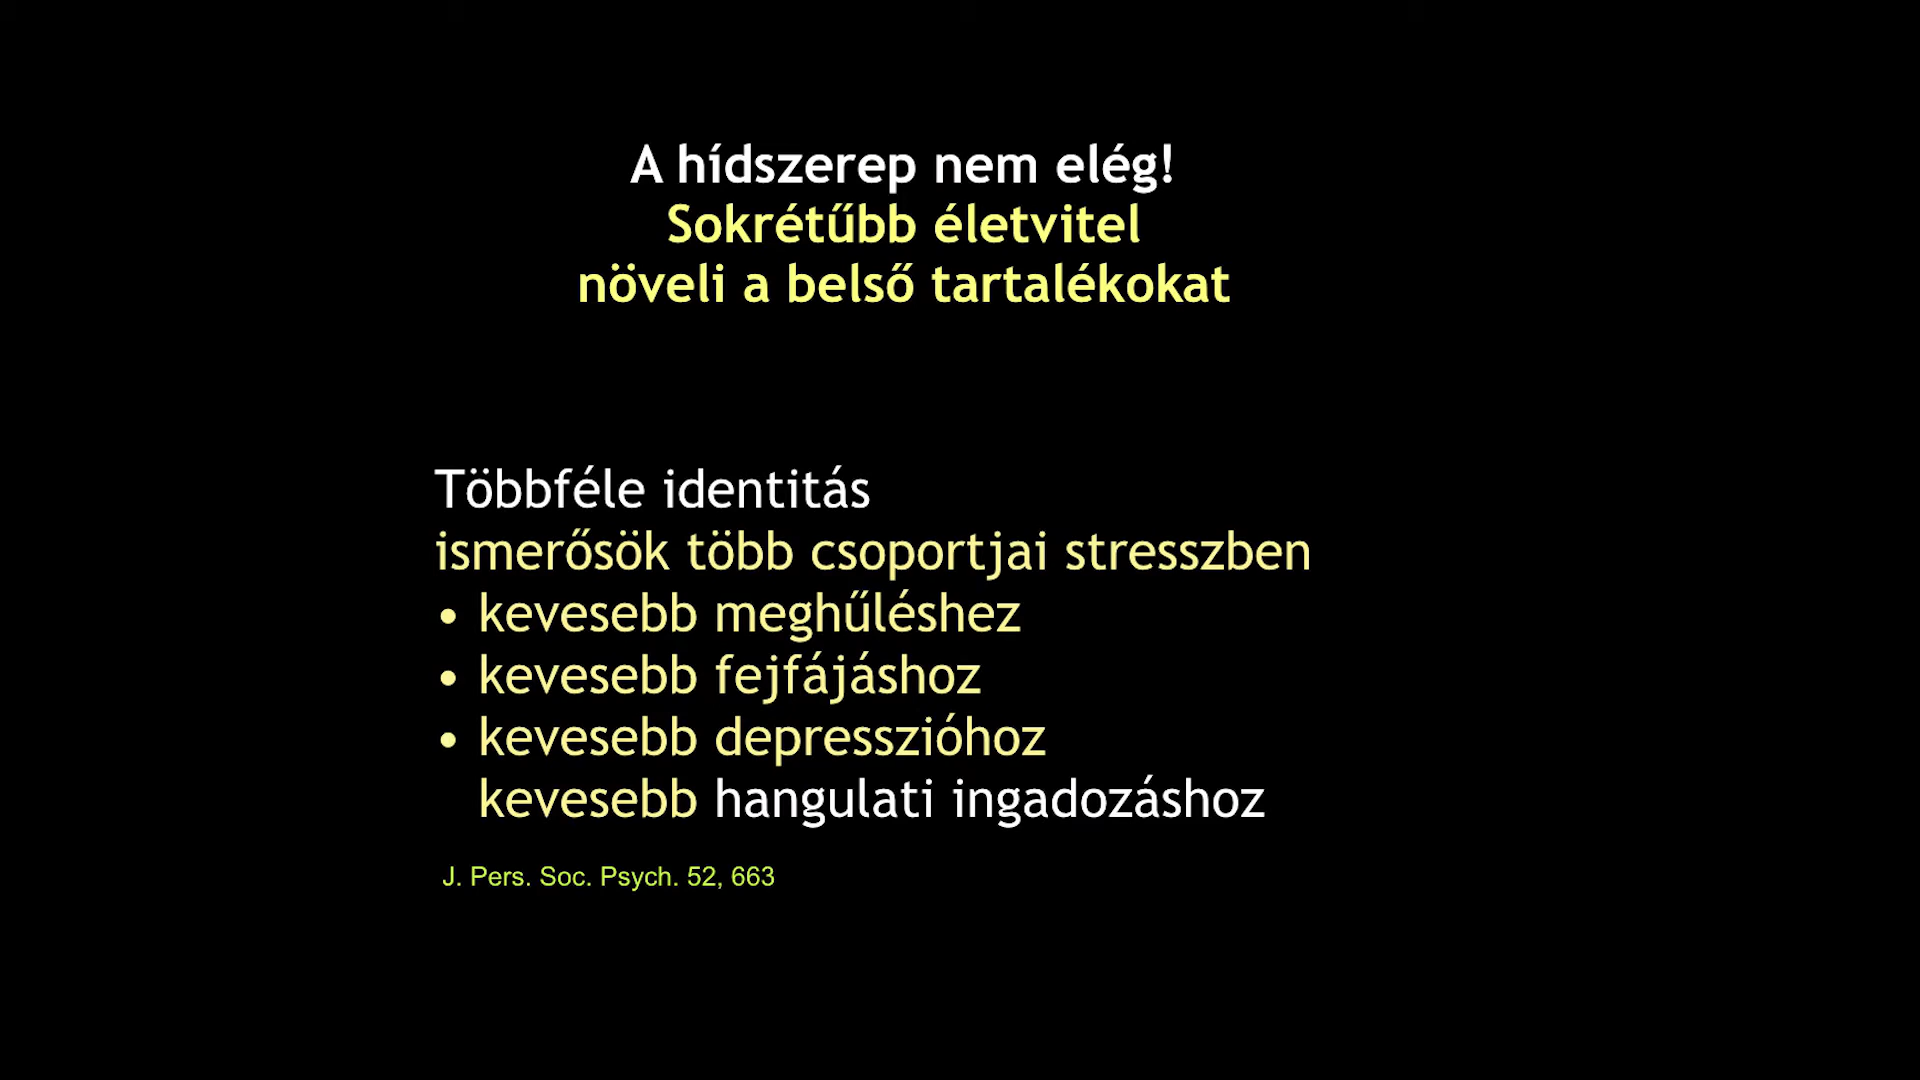 A hídszerep nem elég!
Sokrétűbb életvitel
növeli a belső tartalékokat
Többféle identitás
ismerősök több csoportjai stresszben
• kevesebb meghűléshez
• kevesebb fejfájáshoz
• kevesebb depresszióhoz
kevesebb hangulati ingadozáshoz
J. Pers. Soc. Psych. 52, 663